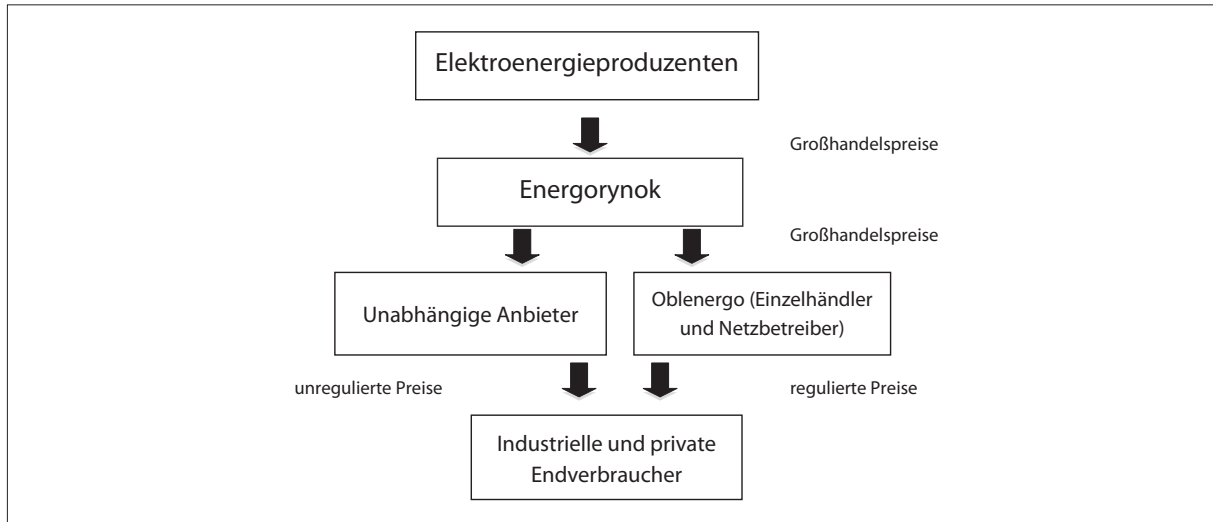 Elektroenergieproduzenten
Großhandelspreise
Energorynok
Großhandelspreise
Unabhängige Anbieter
Oblenergo (Einzelhändler
und Netzbetreiber)
unregulierte Preise
regulierte Preise
Industrielle und private
Endverbraucher